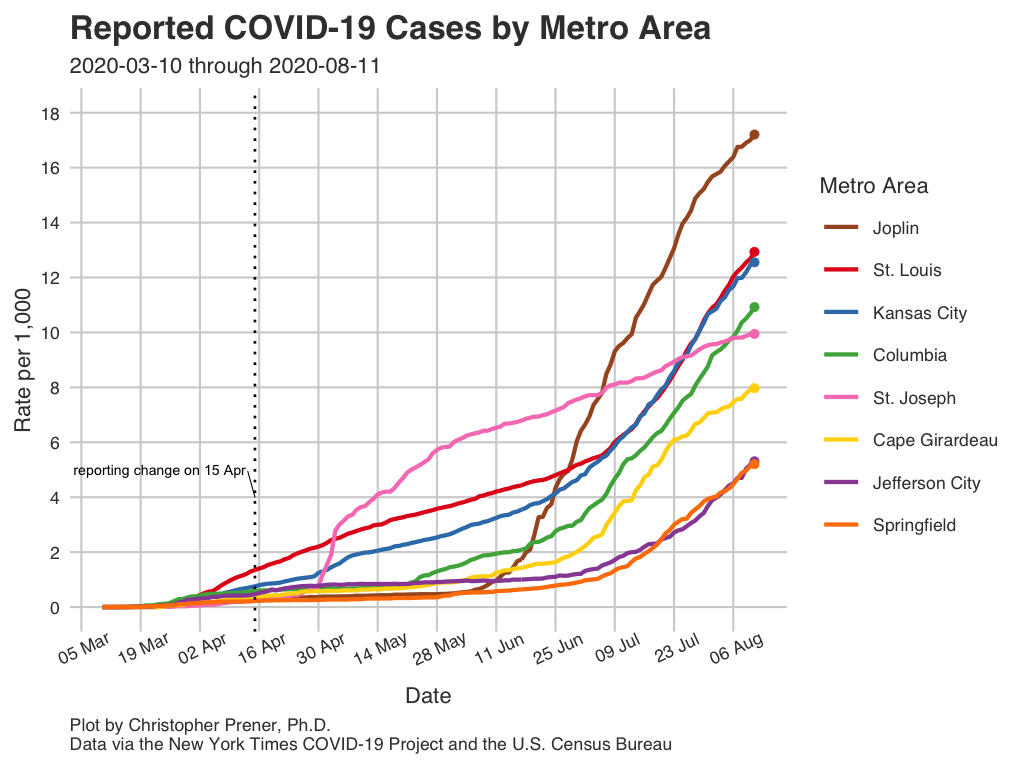 Reported COVID-19 Cases by Metro Area
2020-03-10 through 2020-08-11
18
16
14
12
10
8
6
4
2
0
Rate per 1,000
reporting change on 15 Apr
05 Mar
19 Mar
02 Apr
16 Apr
30 Apr
14 May
28 May
11 Jun
25 Jun
09 Jul
23 Jul
06 Aug
Date
Metro Area
Joplin
St. Louis
Kansas City
Columbia
St. Joseph
Cape Girardeau
Jefferson City
Springfield
Plot by Christopher Prener, Ph.D.
Data via the New York Times COVID-19 Project and the U.S. Census Bureau